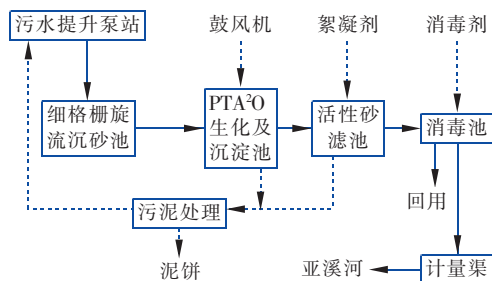 污水提升泵站
鼓风机
絮凝剂
消毒剂
细格栅旋
流沉砂池
PTA²O
生化及
沉淀池
活性砂
滤池
消毒池
回用
污泥处理
泥饼
亚溪河
计量渠